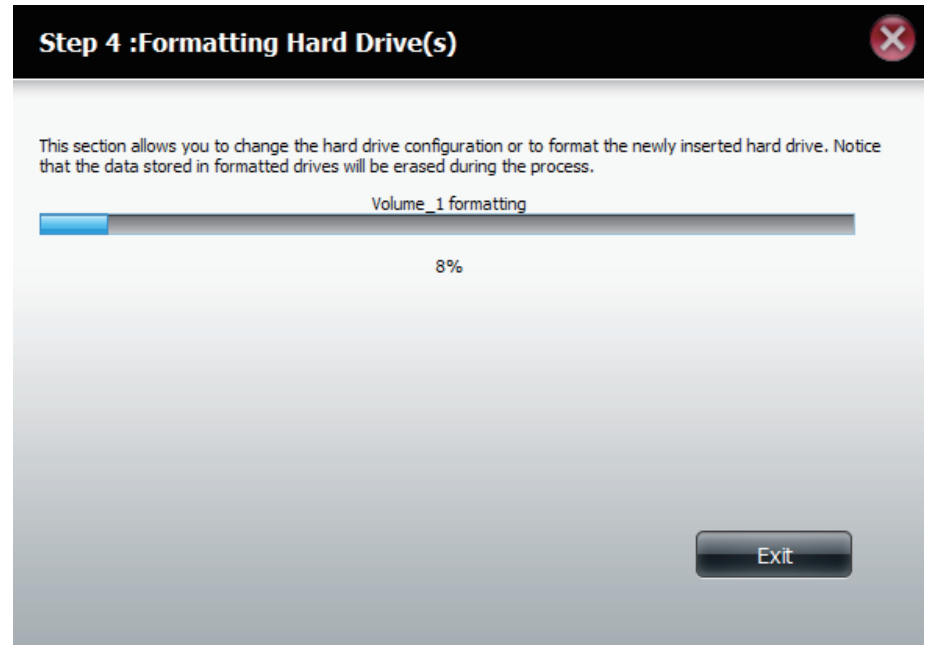 Step 4 :Formatting Hard Drive(s)
This section allows you to change the hard drive configuration or to format the newly inserted hard drive. Notice
that the data stored in formatted drives will be erased during the process.
Volume_1 formatting
8%
Exit